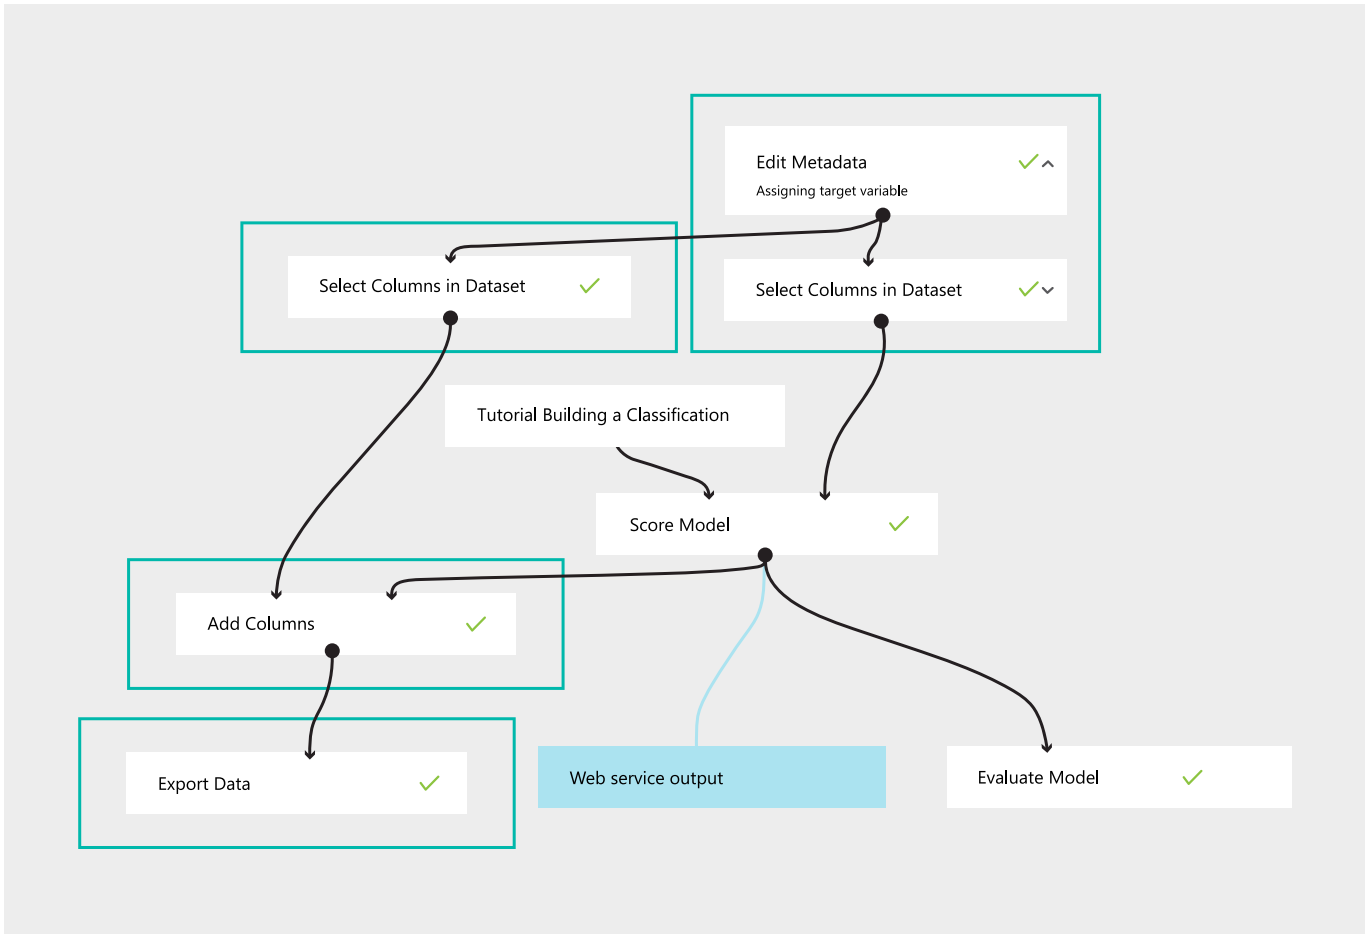 Edit Metadata
Assigning target variable
Select Columns in Dataset
Select Columns in Dataset
Tutorial Building a Classification
Score Model
Add Columns
Export Data
Web service output
Evaluate Model